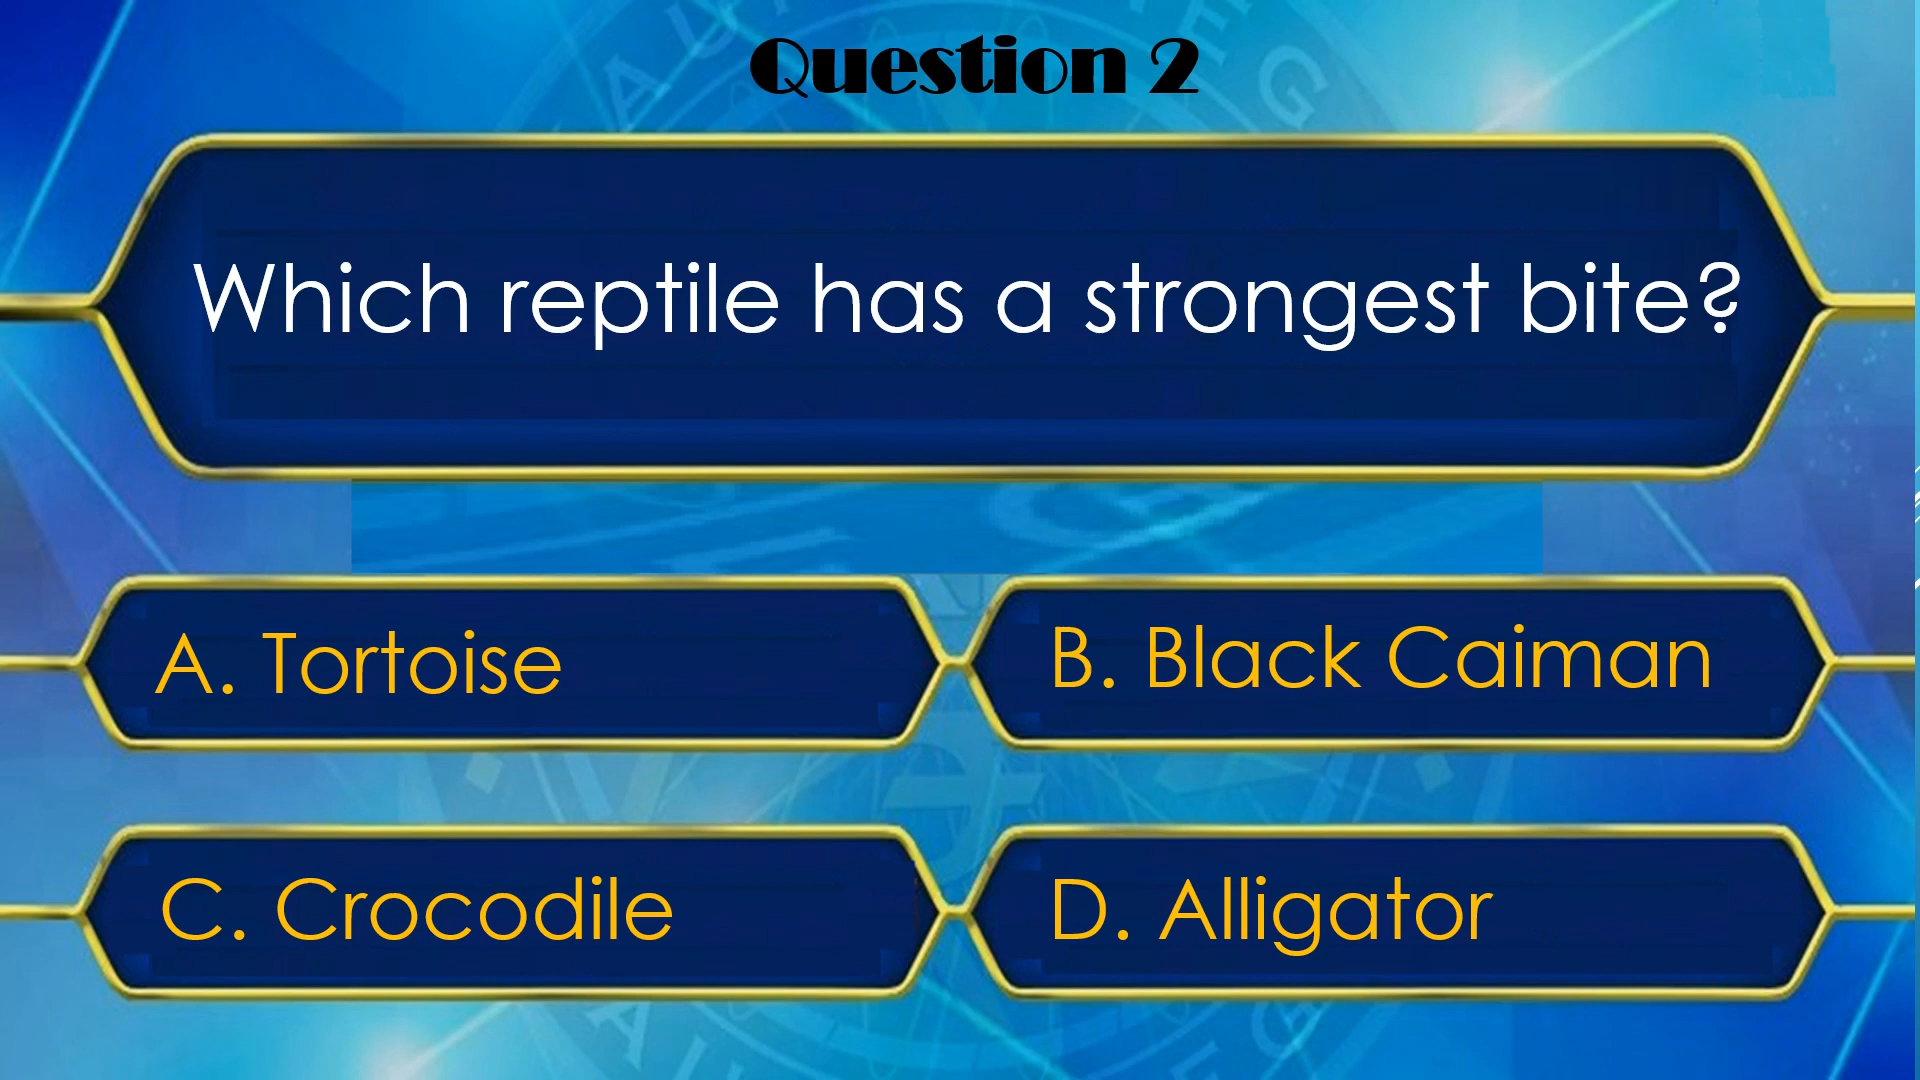 Question 2
Which reptile has a strongest bite?
A. Tortoise
B. Black Caiman
C. Crocodile
D. Alligator